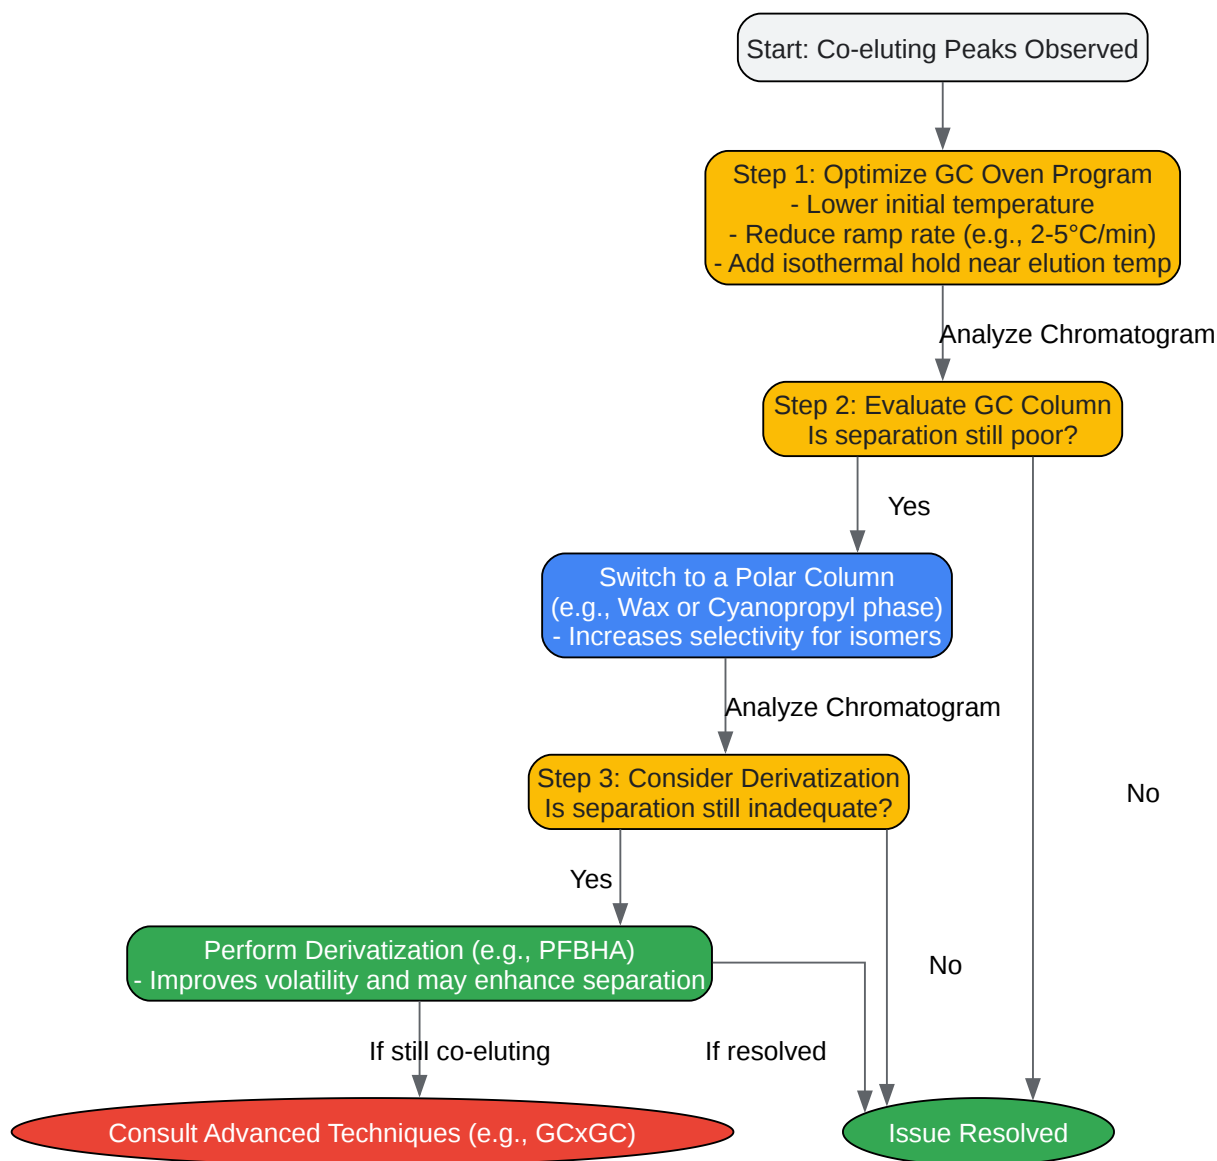 Start: Co-eluting Peaks Observed
Step 1: Optimize GC Oven Program
- Lower initial temperature
- Reduce ramp rate (e.g., 2-5°C/min)
- Add isothermal hold near elution temp
Analyze Chromatogram
Step 2: Evaluate GC Column
Is separation still poor?
Yes
Switch to a Polar Column
(e.g., Wax or Cyanopropyl phase)
- Increases selectivity for isomers
Analyze Chromatogram
Step 3: Consider Derivatization
Is separation still inadequate?
No
Yes
Perform Derivatization (e.g., PFBHA)
- Improves volatility and may enhance separation
No
If still co-eluting
If resolved
Consult Advanced Techniques (e.g., GCxGC)
Issue Resolved